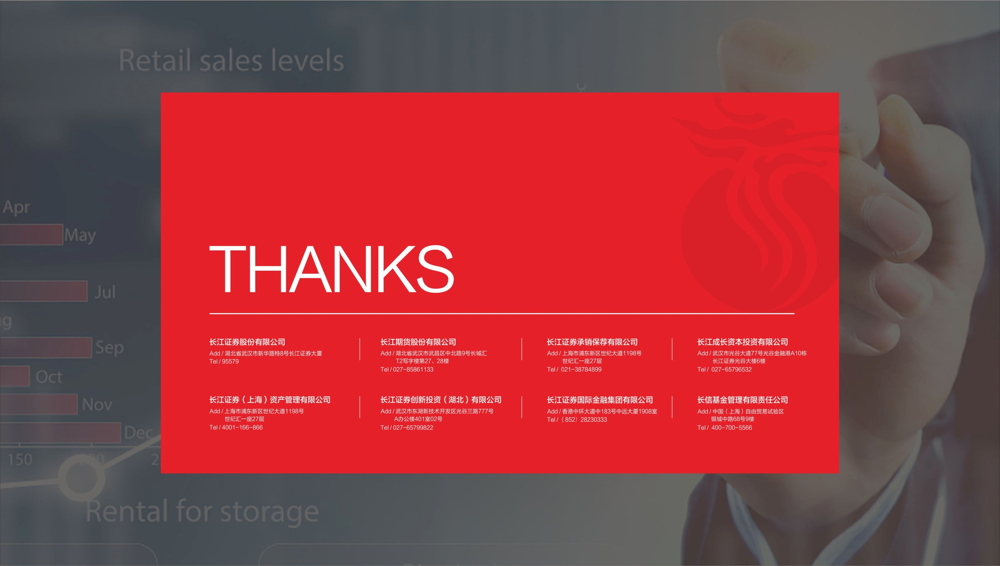 Retail sales levels
Apr
May
Jul
Sep
Oct
Nov
Dec
150
Rental for storage
THANKS
长江证券股份有限公司
Add / 湖北省武汉市新华路特8号长江证券大厦
Tel / 95579
长江期货股份有限公司
Add / 湖北省武汉市武昌区中北路9号长城汇
T2写字楼第27、28楼
Tel / 027-85861133
长江证券承销保荐有限公司
Add / 上海市浦东新区世纪大道1198号
世纪汇一座27层
Tel / 021-38784899
长江成长资本投资有限公司
Add / 武汉市光谷大道77号光谷金融港A10栋
长江证券光谷大楼6楼
Tel / 027-65796532
长江证券（上海）资产管理有限公司
Add / 上海市浦东新区世纪大道1198号
世纪汇一座27层
Tel / 4001-166-866
长江证券创新投资（湖北）有限公司
Add / 武汉市东湖新技术开发区光谷三路777号
A办公楼401室02号
Tel / 027-65799822
长江证券国际金融集团有限公司
Add / 香港中环大道中183号中远大厦1908室
Tel /（852）28230333
长信基金管理有限责任公司
Add / 中国（上海）自由贸易试验区
银城中路68号9楼
Tel / 400-700-5566